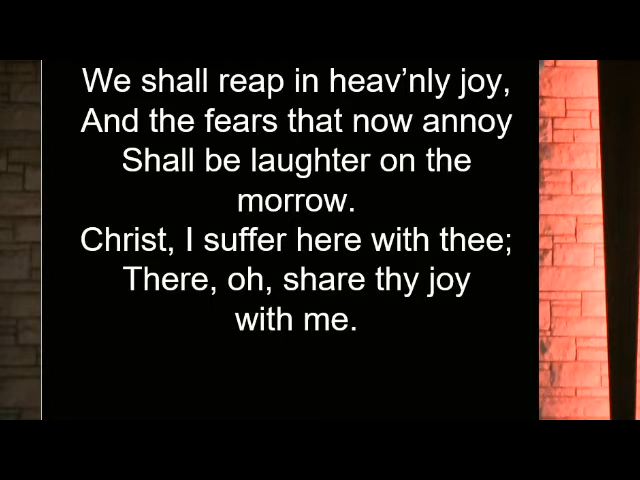 We shall reap in heav’nly joy,
And the fears that now annoy
Shall be laughter on the
morrow.
Christ, I suffer here with thee;
There, oh, share thy joy
with me.